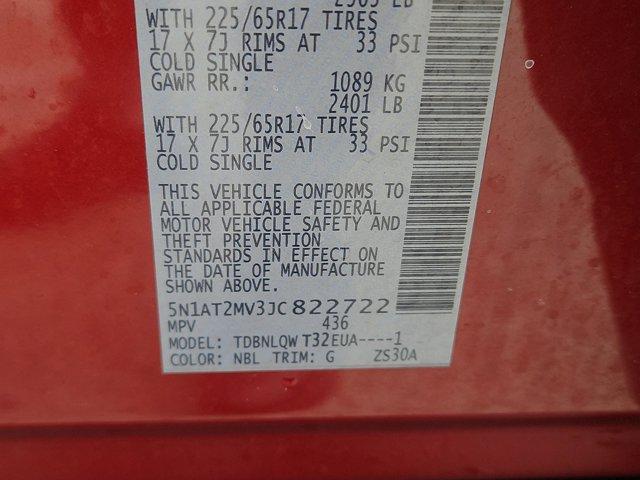 LB
WITH 225/65R17 TIRES
17 X 7J RIMS AT 33 PSI
COLD SINGLE
GAWR RR.: 1089 KG
2401 LB
WITH 225/65R17 TIRES
17 X 7J RIMS AT 33 PSI
COLD SINGLE
THIS VEHICLE CONFORMS TO
ALL APPLICABLE FEDERAL
MOTOR VEHICLE SAFETY AND
THEFT PREVENTION
STANDARDS IN EFFECT ON
THE DATE OF MANUFACTURE
SHOWN ABOVE.
5N1AT2MV3JC822722
MPV 436
MODEL: TDBNLQW T32EUA----1
COLOR: NBL TRIM: G ZS30A